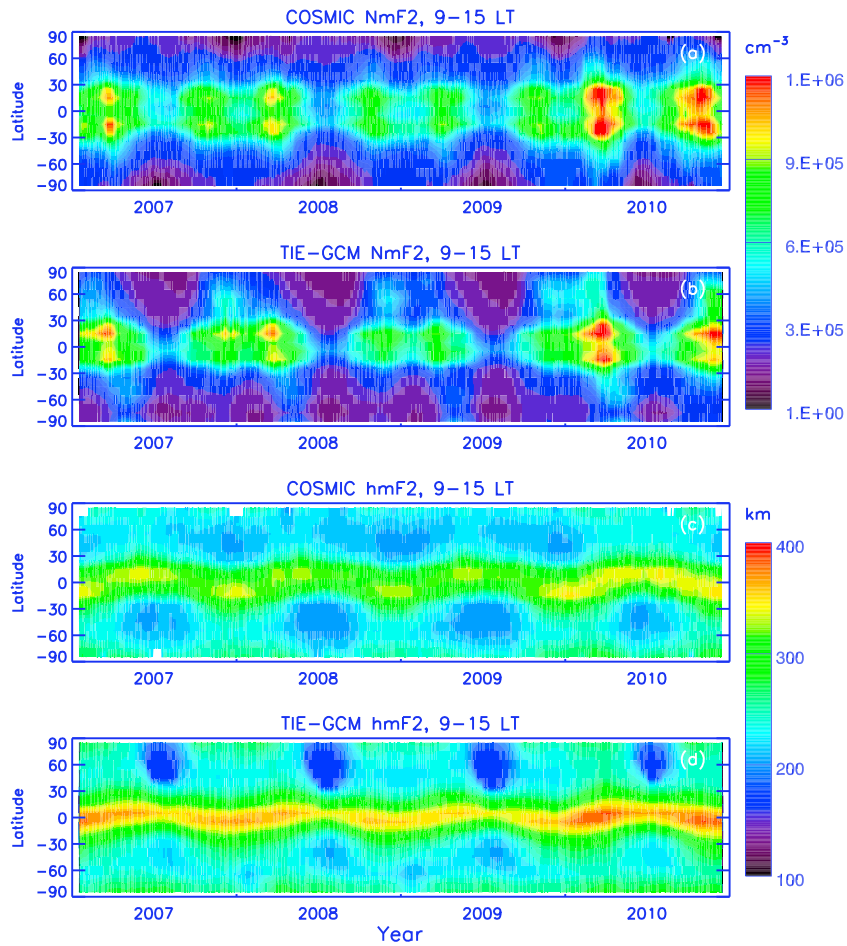 COSMIC NmF2, 9-15 LT
90
60
30
0
-30
-60
-90
Latitude
(a)
2007 2008 2009 2010
cm-3
1.E+06
9.E+05
6.E+05
3.E+05
1.E+00
TIE-GCM NmF2, 9-15 LT
90
60
30
0
-30
-60
-90
Latitude
(b)
2007 2008 2009 2010
COSMIC hmF2, 9-15 LT
90
60
30
0
-30
-60
-90
Latitude
(c)
2007 2008 2009 2010
km
400
300
200
100
TIE-GCM hmF2, 9-15 LT
90
60
30
0
-30
-60
-90
Latitude
(d)
2007 2008 2009 2010
Year